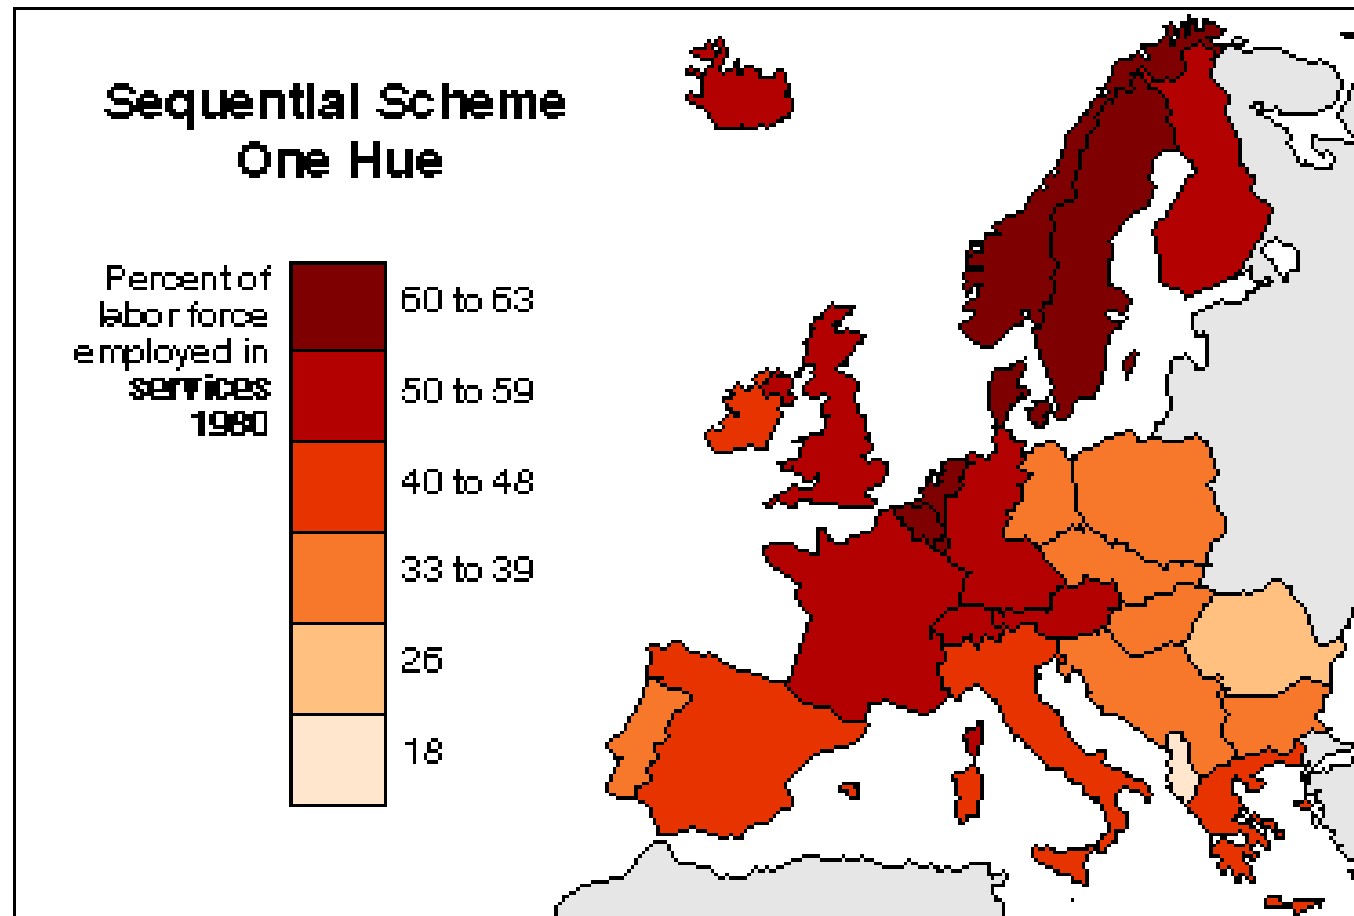 Sequential Scheme
One Hue
Percent of
labor force
employed in
services
1980
60 to 63
50 to 59
40 to 48
33 to 39
26
18